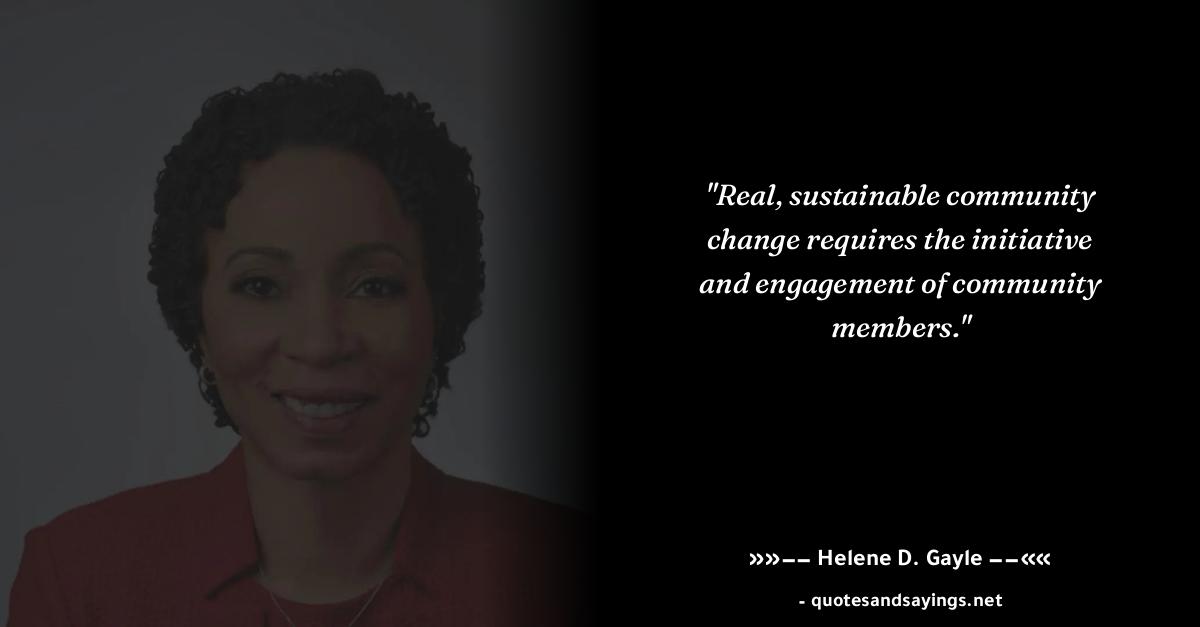 "Real, sustainable community
change requires the initiative
and engagement of community
members."
»»−− Helene D. Gayle −−««
- quotesandsayings.net